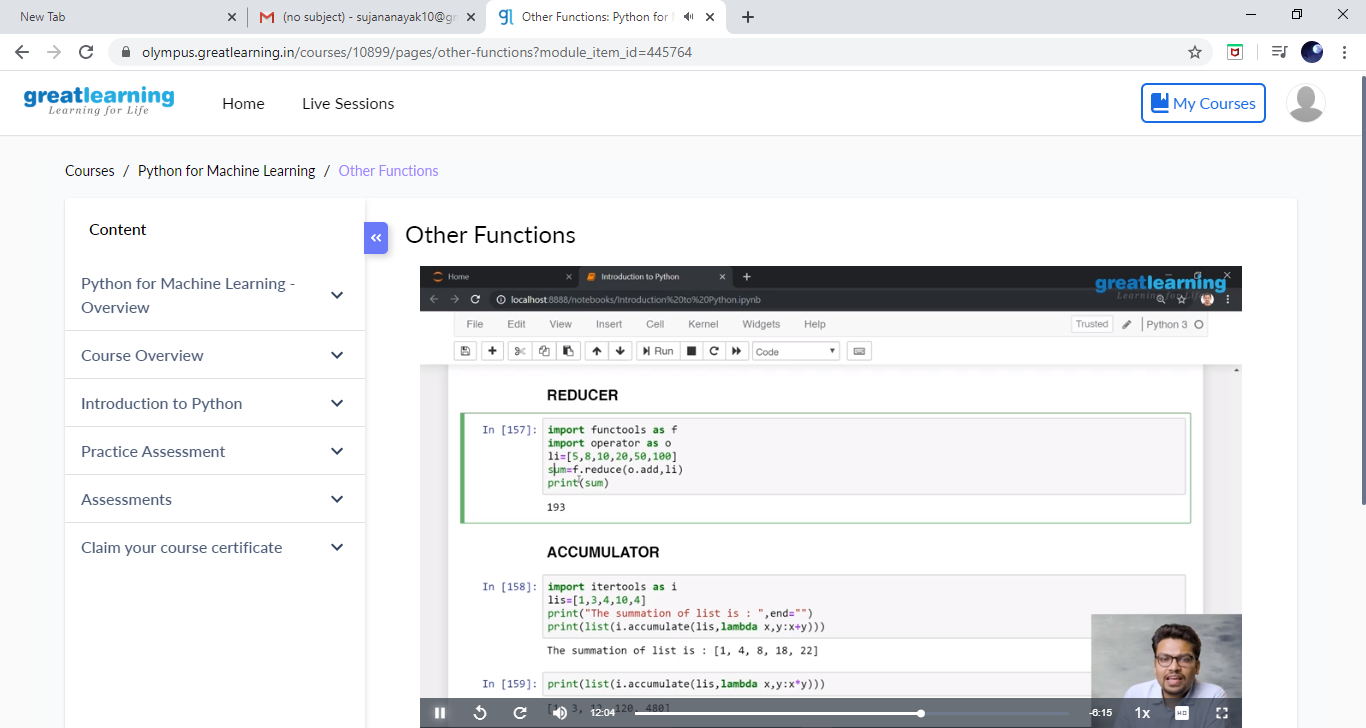 New Tab
(no subject) - sujananayak10@gr
Other Functions: Python for
olympus.greatlearning.in/courses/10899/pages/other-functions?module_item_id=445764
greatlearning
Learning for Life
Home
Live Sessions
My Courses
Courses / Python for Machine Learning / Other Functions
Content
Python for Machine Learning -
Overview
Course Overview
Introduction to Python
Practice Assessment
Assessments
Claim your course certificate
Other Functions
Home
Introduction to Python
greatlearning
Learning for Life
localhost:8888/notebooks/Introduction%20to%20Python.ipynb
File Edit View Insert Cell Kernel Widgets Help
Trusted
Python 3
Run
Code
REDUCER
In [157]:
import functools as f
import operator as o
li=[5,8,10,20,50,100]
sum=f.reduce(o.add,li)
print(sum)
193
ACCUMULATOR
In [158]:
import itertools as i
lis=[1,3,4,10,4]
print("The summation of list is : ",end="")
print(list(i.accumulate(lis,lambda x,y:x+y)))
The summation of list is : [1, 4, 8, 18, 22]
In [159]:
print(list(i.accumulate(lis,lambda x,y:x*y)))
[1, 3, 12, 120, 480]
12:04
-6:15
1x
HD